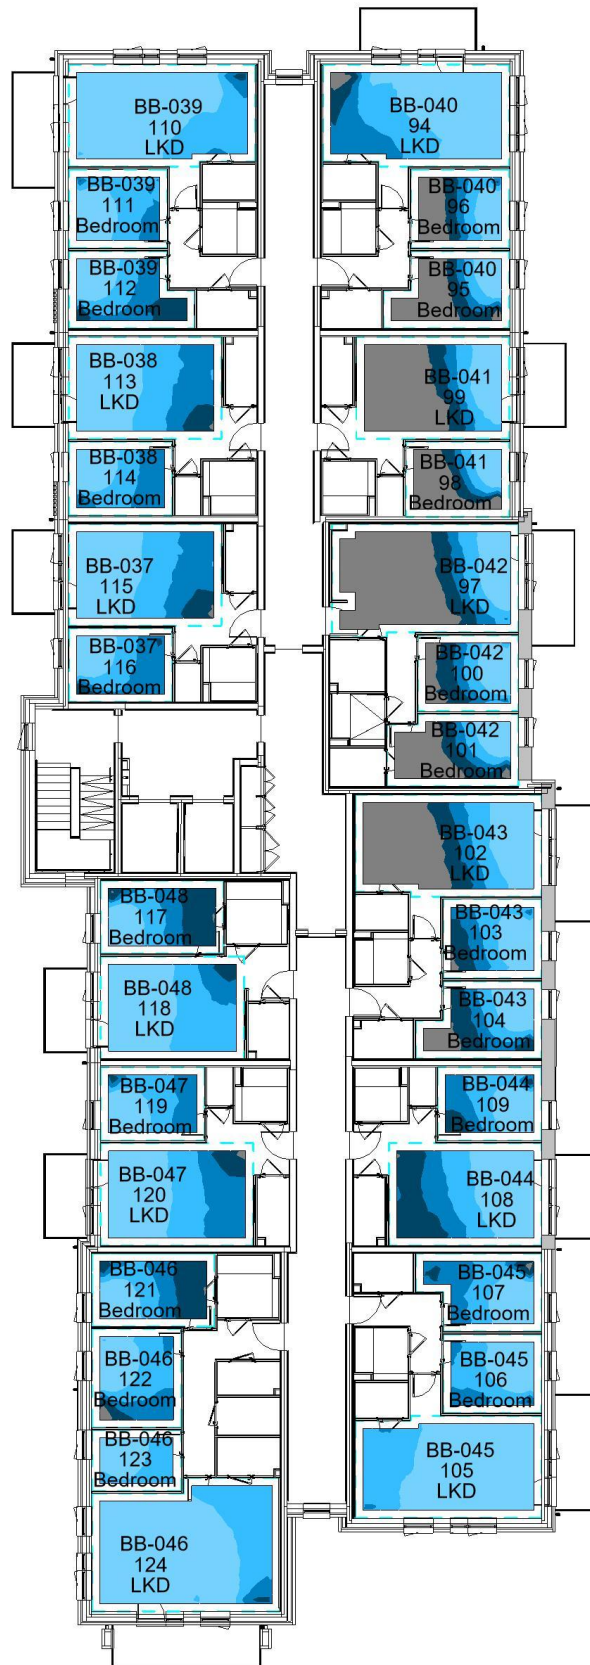 BB-039
110
LKD
BB-040
94
LKD
BB-039
111
Bedroom
BB-040
96
Bedroom
BB-039
112
Bedroom
BB-040
95
Bedroom
BB-038
113
LKD
BB-041
99
LKD
BB-038
114
Bedroom
BB-041
98
Bedroom
BB-037
115
LKD
BB-042
97
LKD
BB-037
116
Bedroom
BB-042
100
Bedroom
BB-042
101
Bedroom
BB-043
102
LKD
BB-048
117
Bedroom
BB-043
103
Bedroom
BB-048
118
LKD
BB-043
104
Bedroom
BB-047
119
Bedroom
BB-044
109
Bedroom
BB-047
120
LKD
BB-044
108
LKD
BB-046
121
Bedroom
BB-045
107
Bedroom
BB-046
122
Bedroom
BB-045
106
Bedroom
BB-046
123
Bedroom
BB-045
105
LKD
BB-046
124
LKD